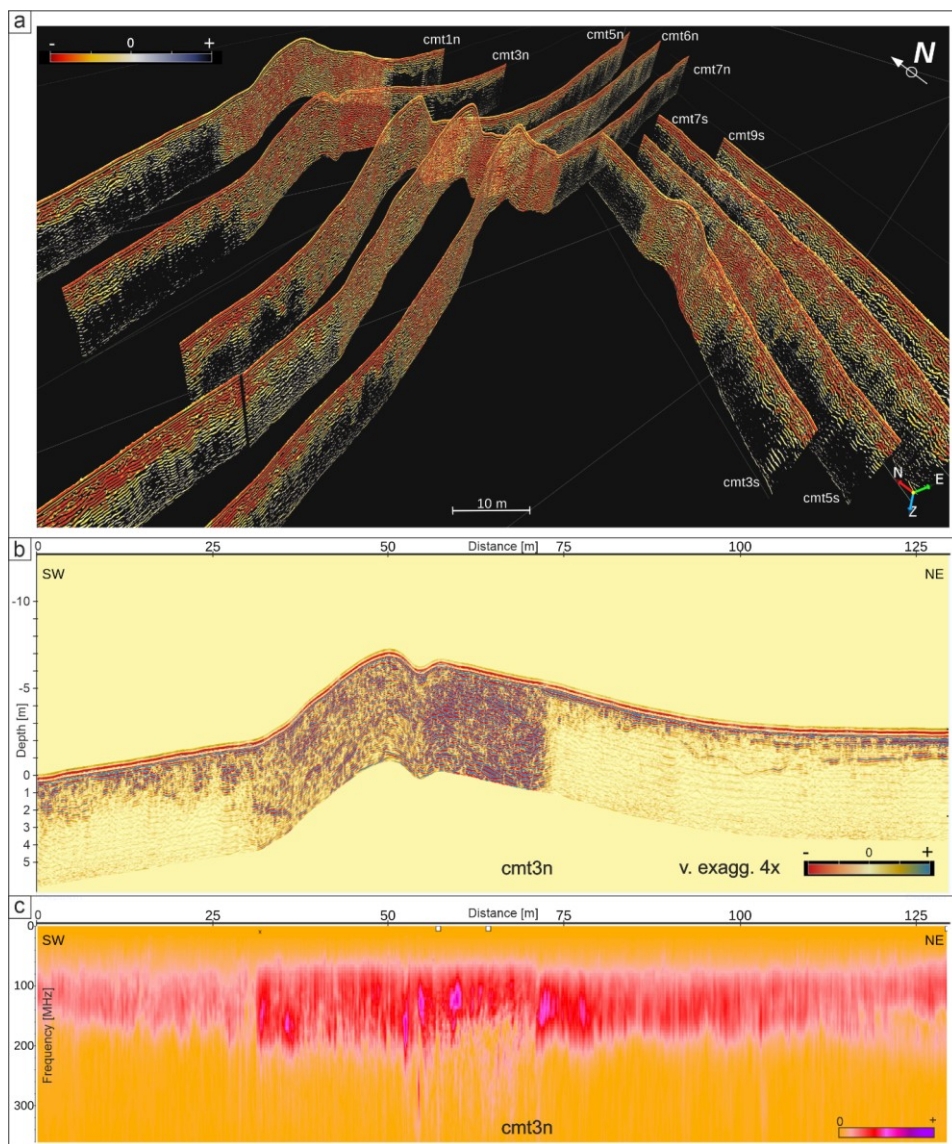 a
- 0 +
cmt1n
cmt3n
cmt5n
cmt6n
cmt7n
N
cmt7s
cmt9s
cmt3s
cmt5s
10 m
N
E
Z
b
0 25 50 Distance [m] 75 100 125
SW NE
-10
-5
Depth [m]
0
1
2
3
4
5
cmt3n
v. exagg. 4x
- 0 +
c
0 25 50 Distance [m] 75 100 125
0
SW NE
x
100
Frequency [MHz]
200
300
cmt3n
0 +